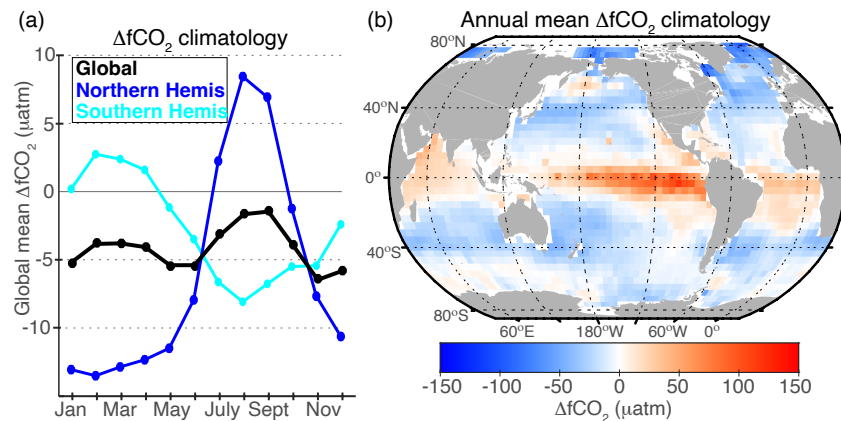 (a)
ΔfCO₂ climatology
Global mean ΔfCO₂ (µatm)
10
5
0
-5
-10
Global
Northern Hemis
Southern Hemis
Jan Mar May July Sept Nov
(b)
Annual mean ΔfCO₂ climatology
80°N
40°N
0°
40°S
80°S
60°E 180°W 60°W 0°
-150 -100 -50 0 50 100 150
ΔfCO₂ (µatm)